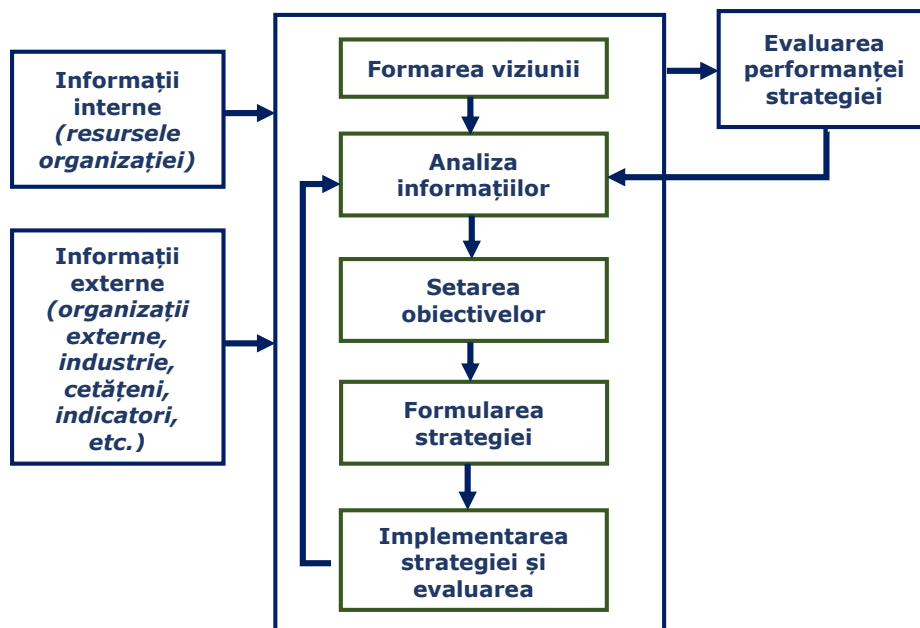 Informații
interne
(resursele
organizației)
Informații
externe
(organizații
externe,
industrie,
cetățeni,
indicatori,
etc.)
Formarea viziunii
Analiza
informațiilor
Setarea
obiectivelor
Formularea
strategiei
Implementarea
strategiei și
evaluarea
Evaluarea
performanței
strategiei